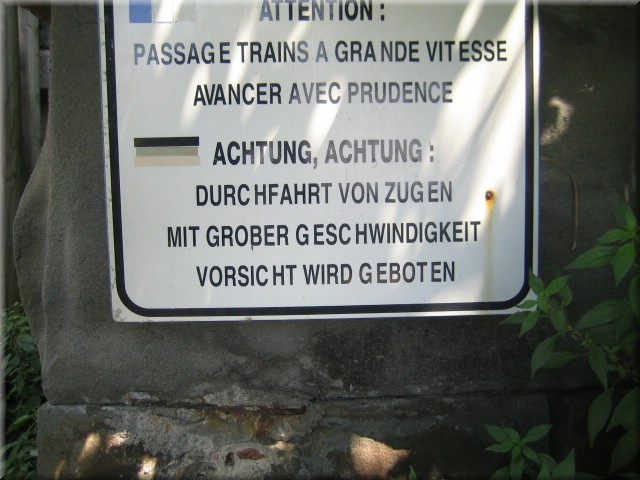 ATTENTION :
PASSAGE TRAINS A GRANDE VITESSE
AVANCER AVEC PRUDENCE
ACHTUNG, ACHTUNG :
DURCHFAHRT VON ZUGEN
MIT GROBER GESCHWINDIGKEIT
VORSICHT WIRD GEBOTEN